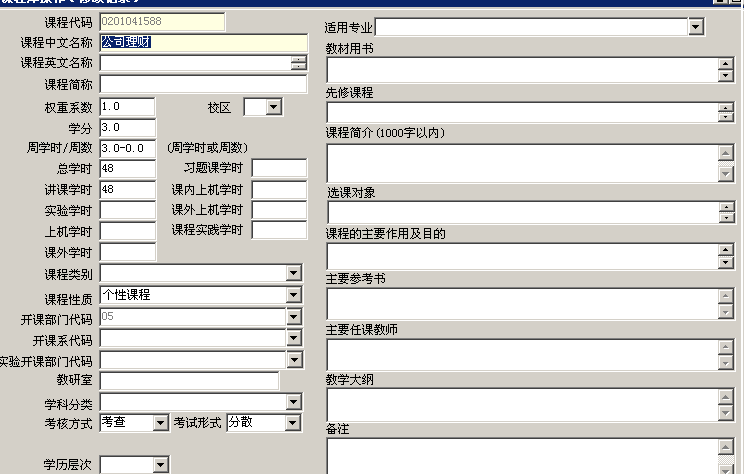 课程代码 0201041588
课程中文名称 公司理财
课程英文名称
课程简称
权重系数 1.0 校区
学分 3.0
周学时/周数 3.0-0.0 (周学时或周数)
总学时 48 习题课学时
讲课学时 48 课内上机学时
实验学时 课外上机学时
上机学时 课程实践学时
课外学时
课程类别
课程性质 个性课程
开课部门代码 05
开课系代码
实验开课部门代码
教研室
学科分类
考核方式 考查 考试形式 分散
学历层次
适用专业
教材用书
先修课程
课程简介(1000字以内)
选课对象
课程的主要作用及目的
主要参考书
主要任课教师
教学大纲
备注